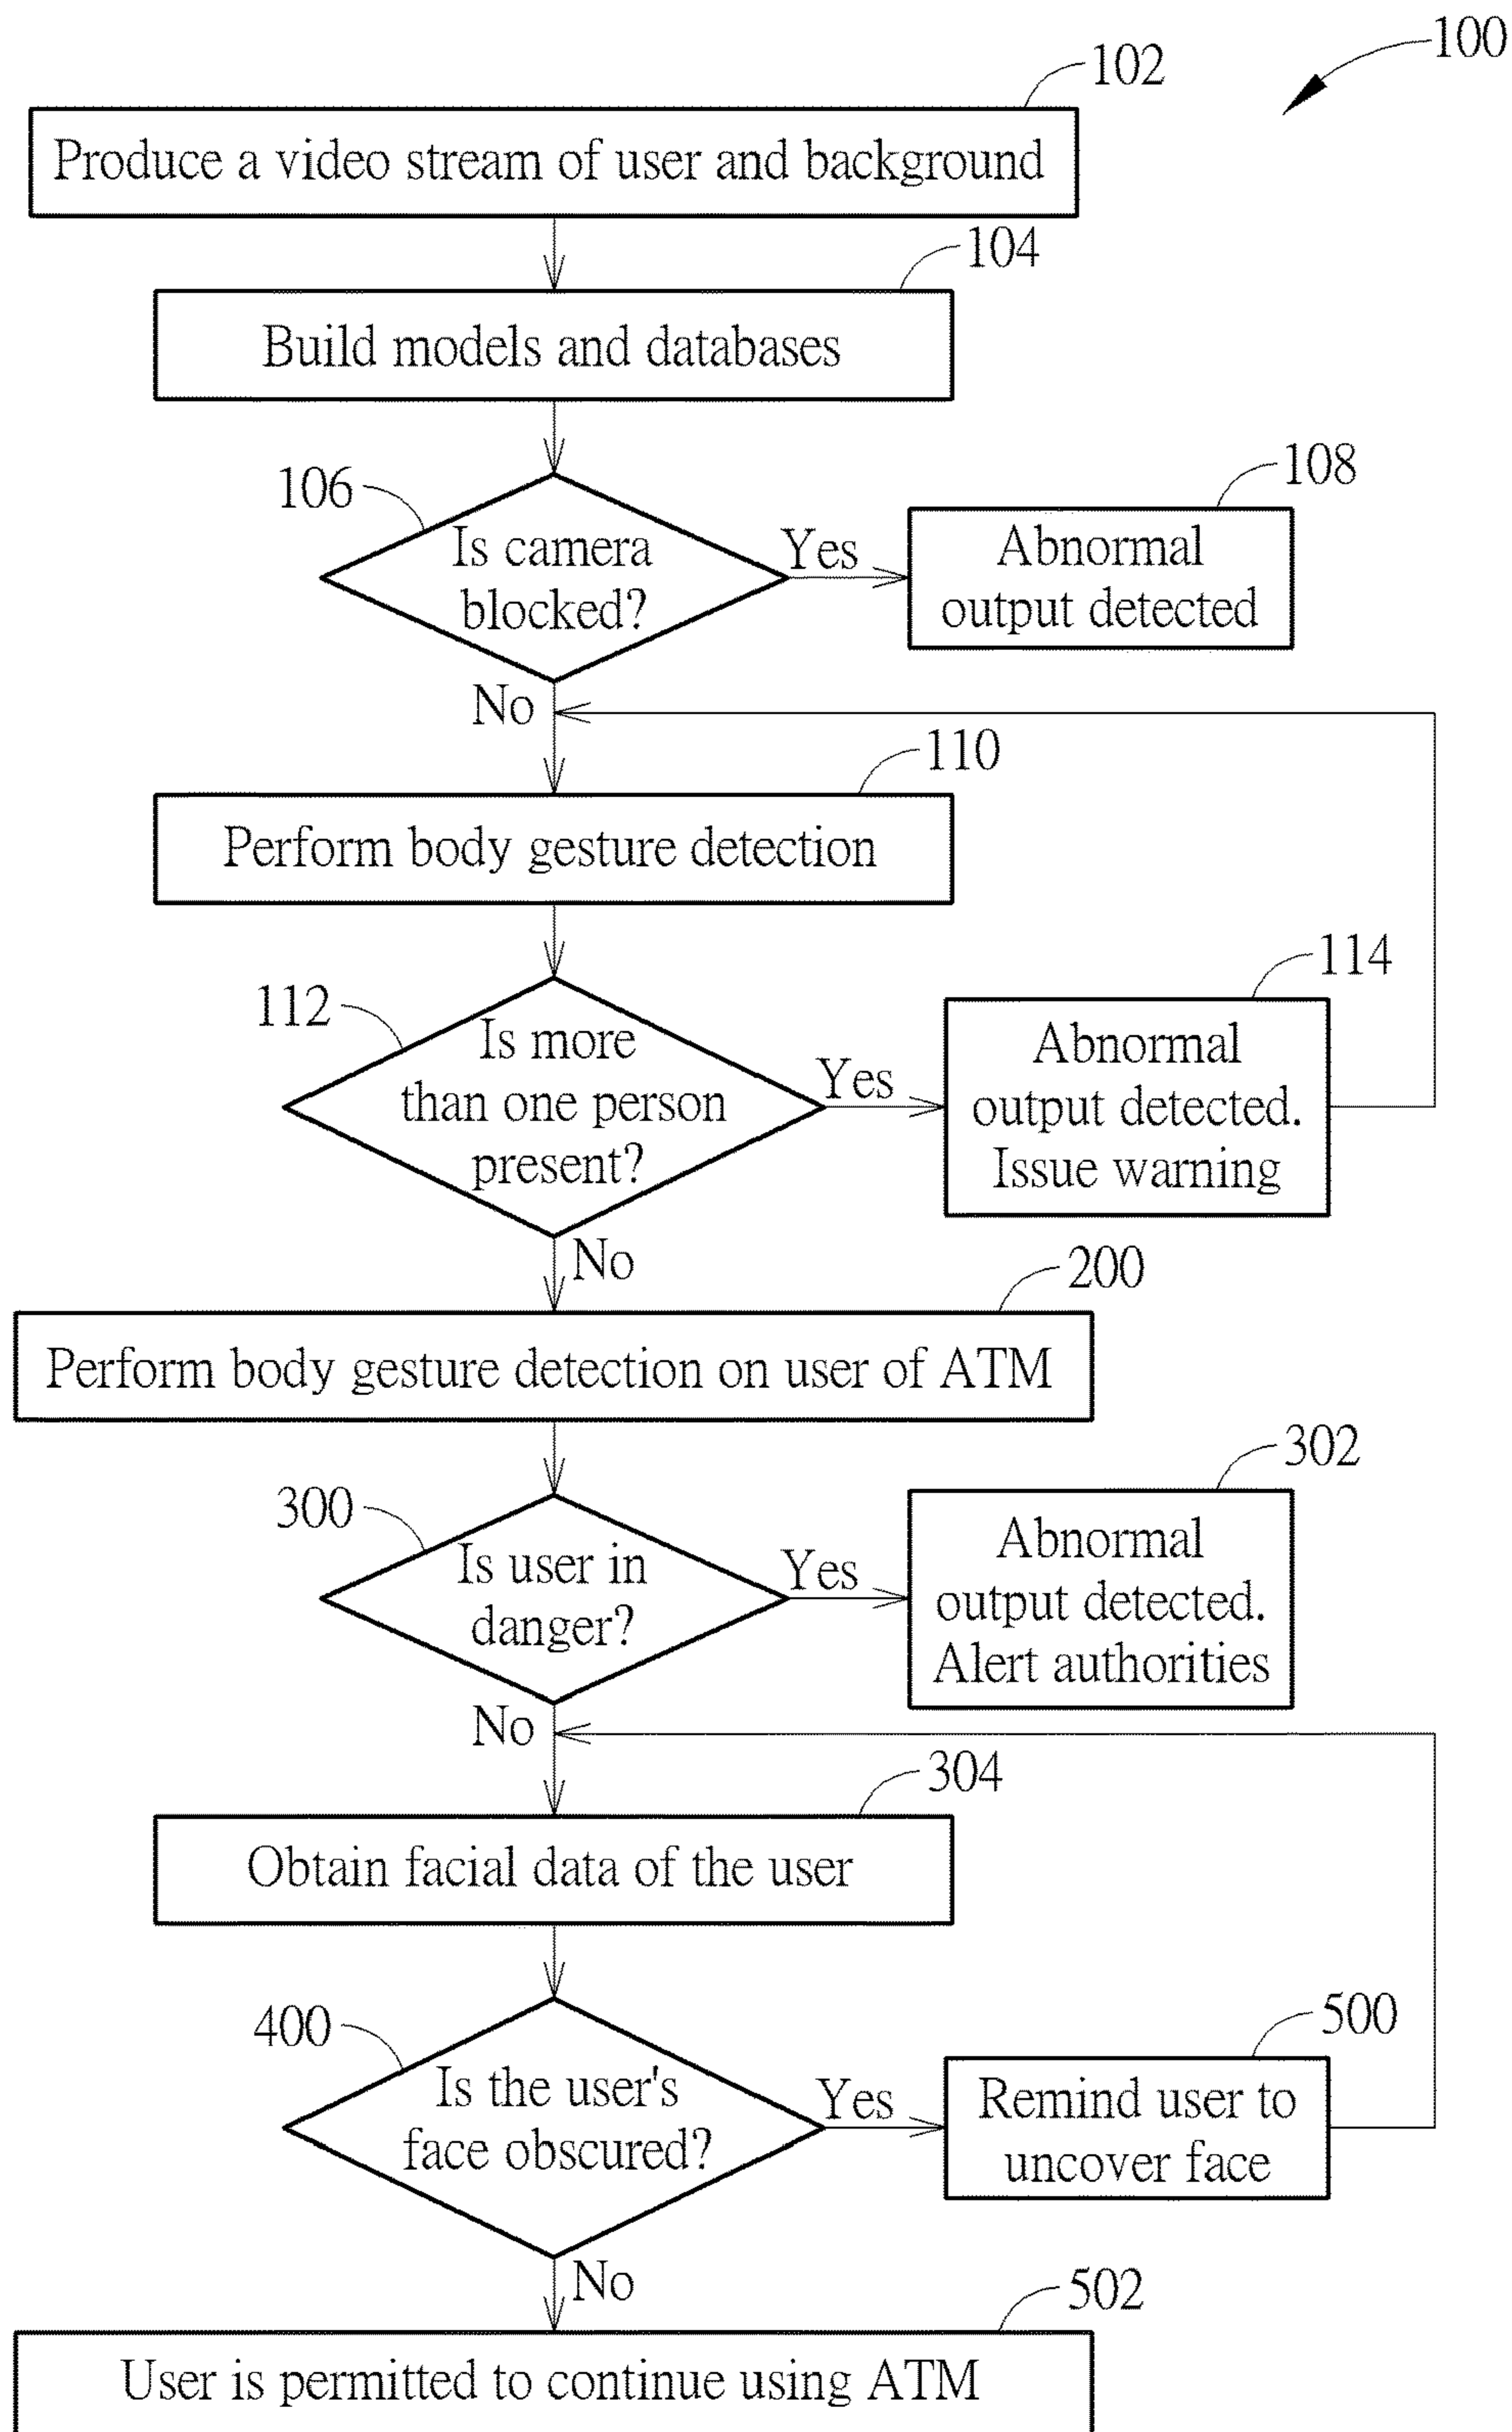 100
102
Produce a video stream of user and background
104
Build models and databases
106
Is camera
blocked?
Yes
108
Abnormal
output detected
No
110
Perform body gesture detection
112
Is more
than one person
present?
Yes
114
Abnormal
output detected.
Issue warning
No
200
Perform body gesture detection on user of ATM
300
Is user in
danger?
Yes
302
Abnormal
output detected.
Alert authorities
No
304
Obtain facial data of the user
400
Is the user's
face obscured?
Yes
500
Remind user to
uncover face
No
502
User is permitted to continue using ATM